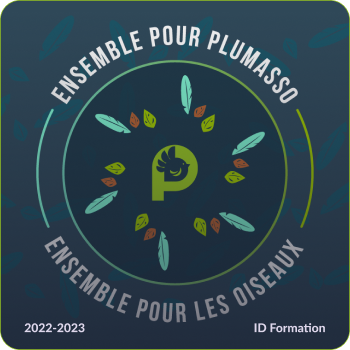 ENSEMBLE POUR PLUMASSO
ENSEMBLE POUR LES OISEAUX
2022-2023
ID Formation